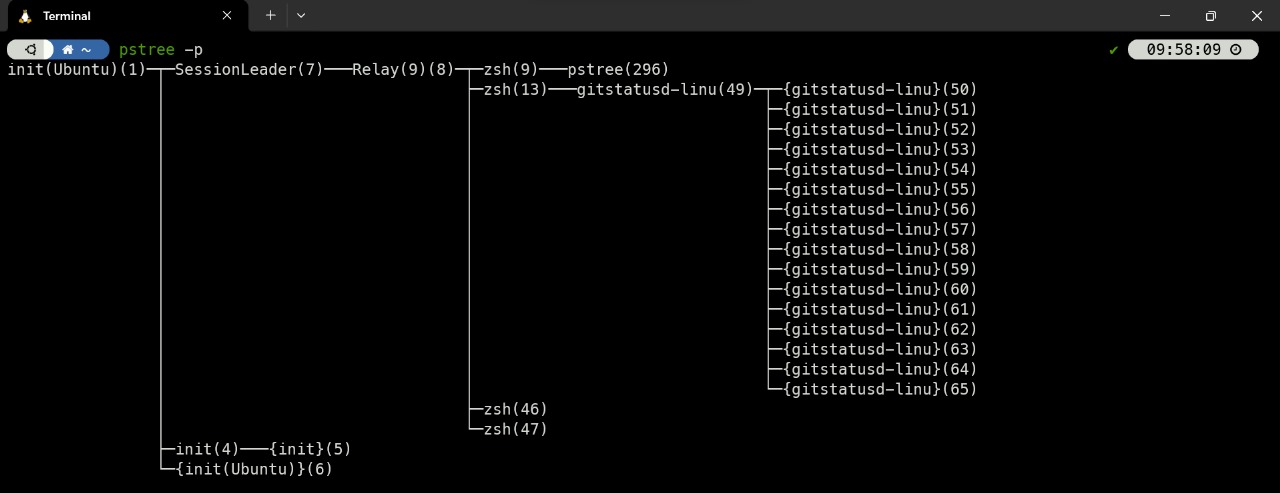 Terminal
~ pstree -p ✔ 09:58:09
init(Ubuntu)(1)─┬─SessionLeader(7)───Relay(9)(8)─┬─zsh(9)───pstree(296)
├─zsh(13)───gitstatusd-linu(49)─┬─{gitstatusd-linu}(50)
├─{gitstatusd-linu}(51)
├─{gitstatusd-linu}(52)
├─{gitstatusd-linu}(53)
├─{gitstatusd-linu}(54)
├─{gitstatusd-linu}(55)
├─{gitstatusd-linu}(56)
├─{gitstatusd-linu}(57)
├─{gitstatusd-linu}(58)
├─{gitstatusd-linu}(59)
├─{gitstatusd-linu}(60)
├─{gitstatusd-linu}(61)
├─{gitstatusd-linu}(62)
├─{gitstatusd-linu}(63)
├─{gitstatusd-linu}(64)
└─{gitstatusd-linu}(65)
├─zsh(46)
└─zsh(47)
├─init(4)───{init}(5)
└─{init(Ubuntu)}(6)